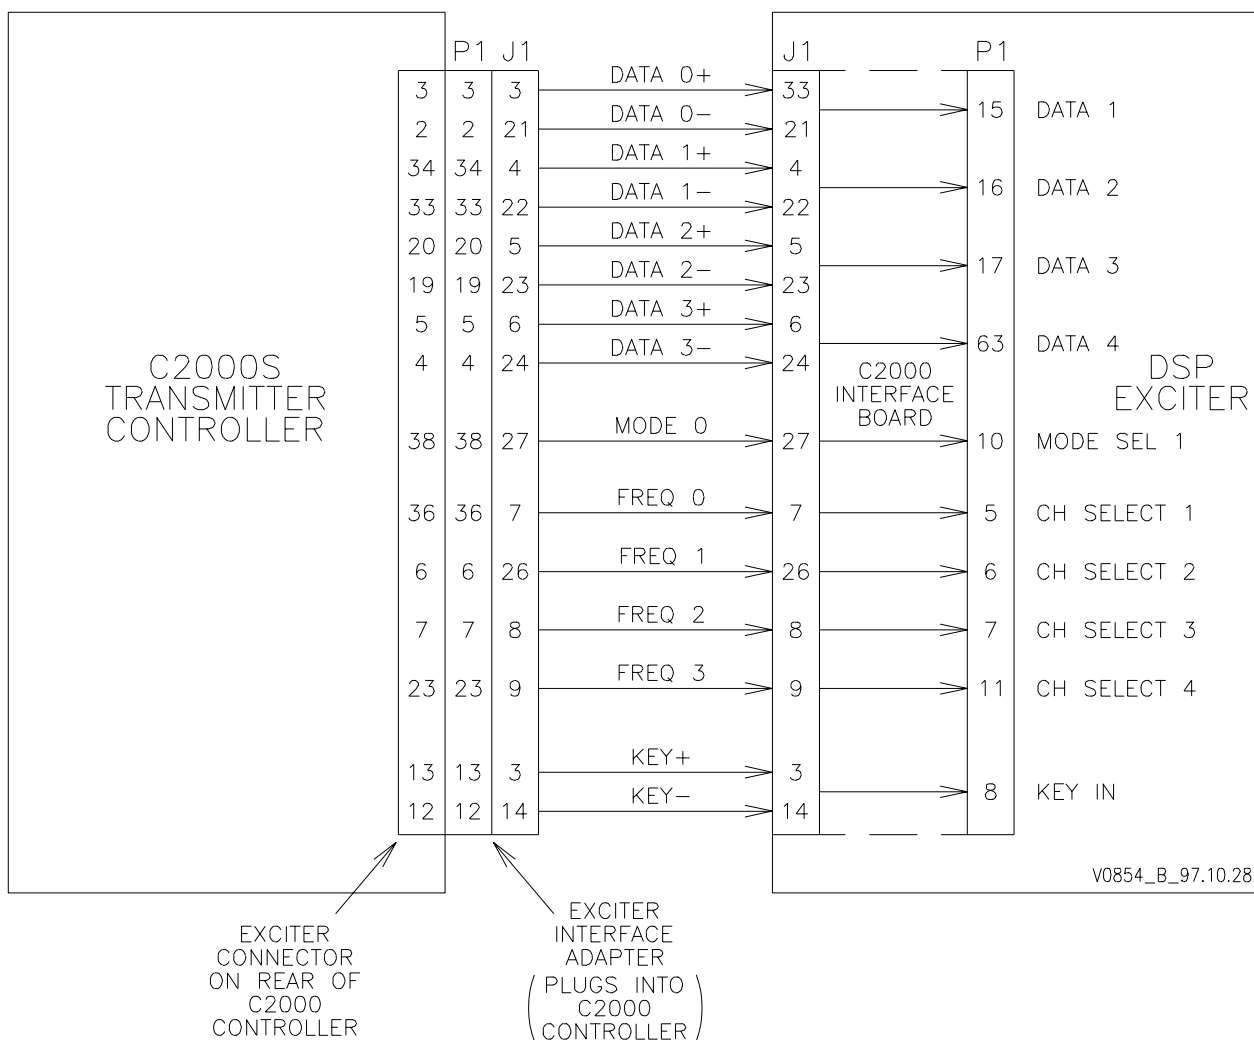 P1 J1 J1 P1
3 3 3 DATA 0+ 33
15 DATA 1
2 2 21 DATA 0- 21
34 34 4 DATA 1+ 4
16 DATA 2
33 33 22 DATA 1- 22
20 20 5 DATA 2+ 5
17 DATA 3
19 19 23 DATA 2- 23
5 5 6 DATA 3+ 6
63 DATA 4
4 4 24 DATA 3- 24
C2000S
TRANSMITTER
CONTROLLER
C2000
INTERFACE
BOARD
DSP
EXCITER
38 38 27 MODE 0 27 10 MODE SEL 1
36 36 7 FREQ 0 7 5 CH SELECT 1
6 6 26 FREQ 1 26 6 CH SELECT 2
7 7 8 FREQ 2 8 7 CH SELECT 3
23 23 9 FREQ 3 9 11 CH SELECT 4
13 13 3 KEY+ 3
8 KEY IN
12 12 14 KEY- 14
V0854_B_97.10.28
EXCITER
CONNECTOR
ON REAR OF
C2000
CONTROLLER
EXCITER
INTERFACE
ADAPTER
(PLUGS INTO
C2000
CONTROLLER)